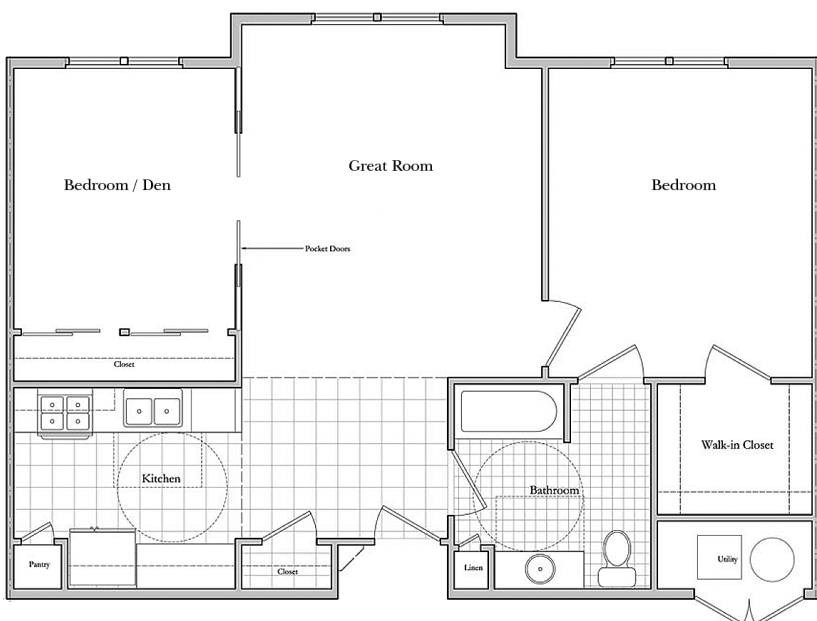 Great Room
Bedroom / Den
Bedroom
Pocket Doors
Closet
Walk-in Closet
Kitchen
Bathroom
Utility
Pantry
Closet
Linen